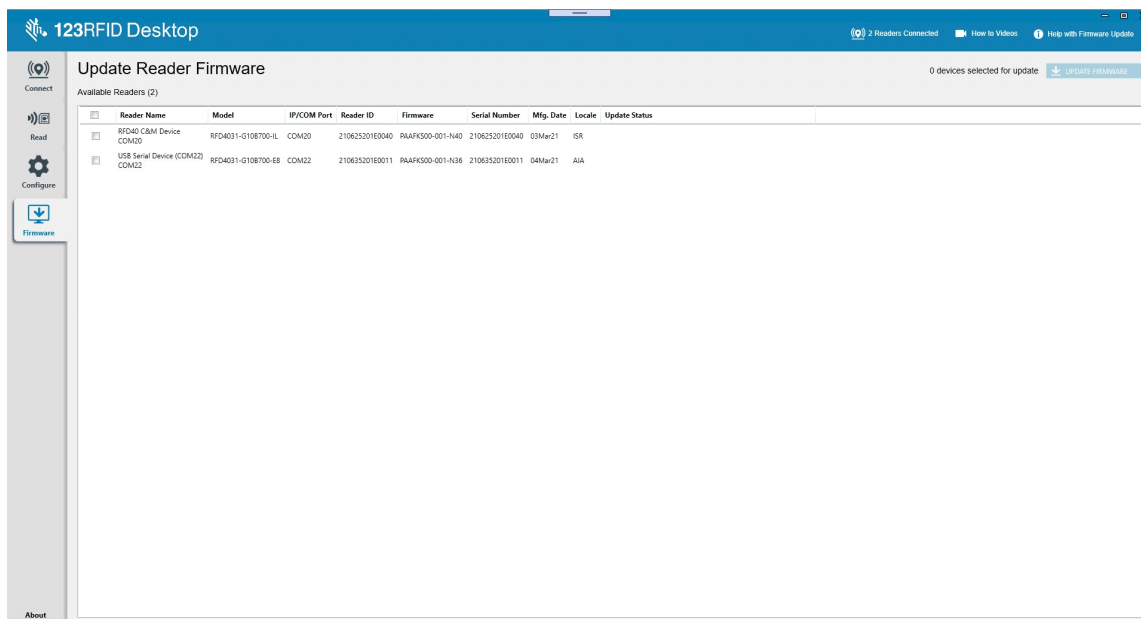 123RFID Desktop
2 Readers Connected
How to Videos
Help with Firmware Update
Connect
Read
Configure
Firmware
About
Update Reader Firmware
0 devices selected for update
UPDATE FIRMWARE
Available Readers (2)
Reader Name Model IP/COM Port Reader ID Firmware Serial Number Mfg. Date Locale Update Status
RFD40 C&M Device
COM20 RFD4031-G10B700-IL COM20 210625201E0040 PAAFKS00-001-N40 210625201E0040 03Mar21 ISR
USB Serial Device (COM22)
COM22 RFD4031-G10B700-E8 COM22 210635201E0011 PAAFKS00-001-N36 210635201E0011 04Mar21 AIA